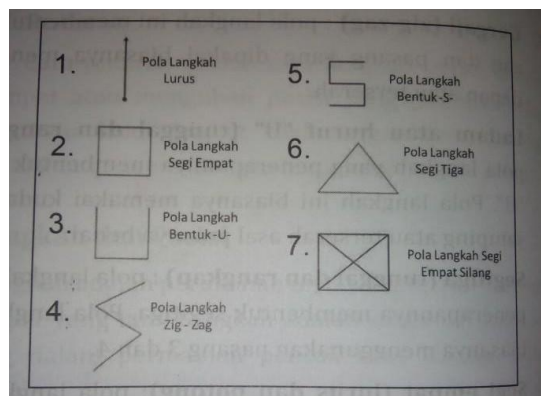 1. Pola Langkah
Lurus
2. Pola Langkah
Segi Empat
3. Pola Langkah
Bentuk-U-
4. Pola Langkah
Zig - Zag
5. Pola Langkah
Bentuk-S-
6. Pola Langkah
Segi Tiga
7. Pola Langkah Segi
Empat Silang